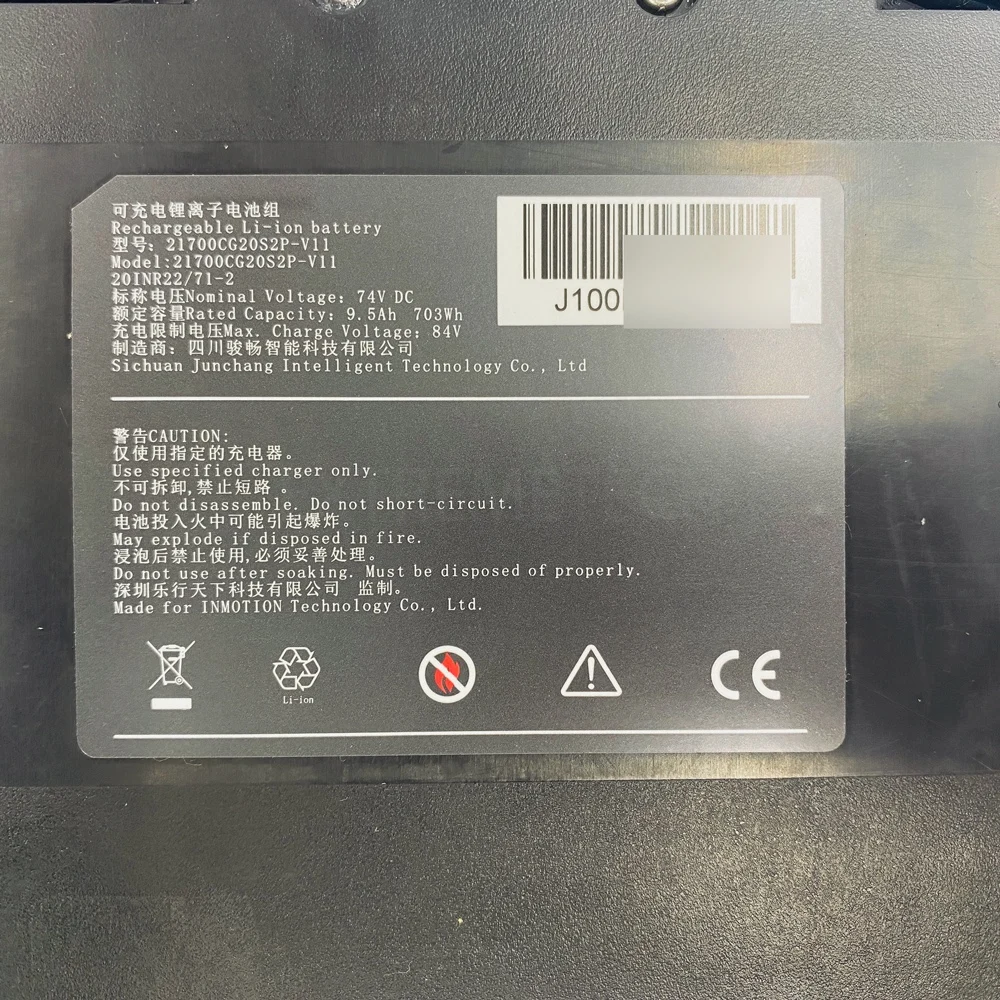 可充电锂离子电池组
Rechargeable Li-ion battery
型号: 21700CG20S2P-V11
Model:21700CG20S2P-V11
20INR22/71-2
标称电压Nominal Voltage: 74V DC
额定容量Rated Capacity: 9.5Ah 703Wh
充电限制电压Max. Charge Voltage: 84V
制造商: 四川骏畅智能科技有限公司
Sichuan Junchang Intelligent Technology Co., Ltd
J100
警告CAUTION:
仅使用指定的充电器。
Use specified charger only.
不可拆卸,禁止短路 。
Do not disassemble. Do not short-circuit.
电池投入火中可能引起爆炸。
May explode if disposed in fire.
浸泡后禁止使用,必须妥善处理。
Do not use after soaking. Must be disposed of properly.
深圳乐行天下科技有限公司 监制。
Made for INMOTION Technology Co., Ltd.
Li-ion
CE